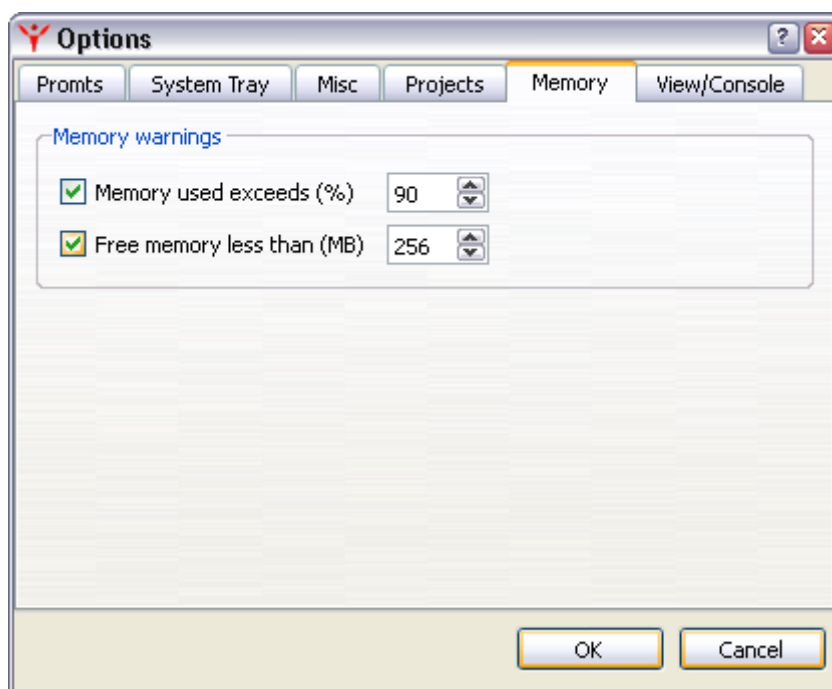 Options
Promts System Tray Misc Projects Memory View/Console
Memory warnings
Memory used exceeds (%) 90
Free memory less than (MB) 256
OK Cancel